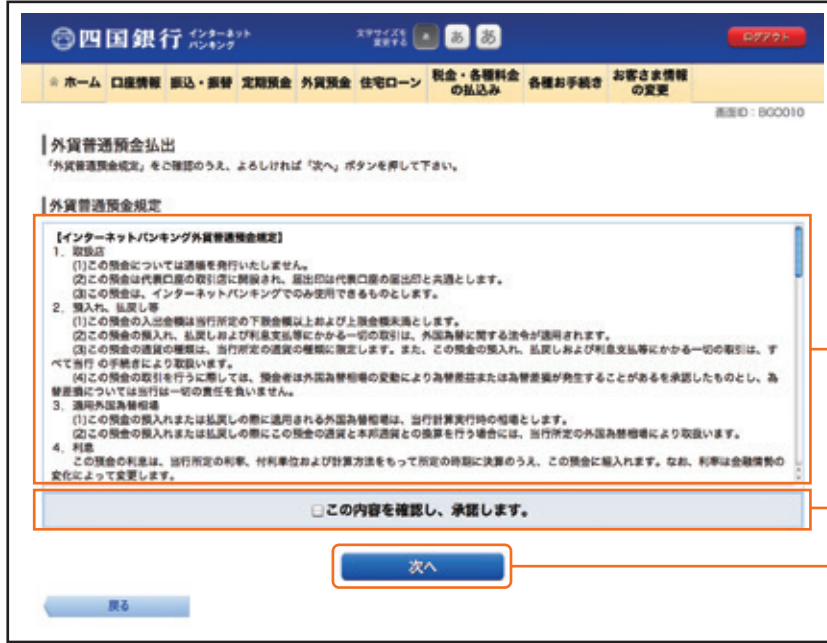 四国銀行 インターネットバンキング
文字サイズを変更する あ あ あ
ログアウト
ホーム 口座情報 振込・振替 定期預金 外貨預金 住宅ローン 税金・各種料金の払込み 各種お手続き お客さま情報の変更
画面ID：BGO010
外貨普通預金払出
「外貨普通預金規定」をご確認のうえ、よろしければ「次へ」ボタンを押して下さい。
外貨普通預金規定
【インターネットバンキング外貨普通預金規定】
1．取扱店
(1)この預金については通帳を発行いたしません。
(2)この預金は代表口座の取引店に開設され、届出印は代表口座の届出印と共通とします。
(3)この預金は、インターネットバンキングでのみ使用できるものとします。
2．預入れ、払戻し等
(1)この預金の入出金額は当行所定の下限金額以上および上限金額未満とします。
(2)この預金の預入れ、払戻しおよび利息支払等にかかる一切の取引は、外国為替に関する法令が適用されます。
(3)この預金の通貨の種類は、当行所定の通貨の種類に限定します。また、この預金の預入れ、払戻しおよび利息支払等にかかる一切の取引は、す
べて当行 の手続きにより取扱います。
(4)この預金の取引を行うに際しては、預金者は外国為替相場の変動により為替差益または為替差損が発生することがあるを承諾したものとし、為
替差損については当行は一切の責任を負いません。
3．適用外国為替相場
(1)この預金の預入れまたは払戻しの際に適用される外国為替相場は、当行計算実行時の相場とします。
(2)この預金の預入れまたは払戻しの際にこの預金の通貨と本邦通貨との換算を行う場合には、当行所定の外国為替相場により取扱います。
4．利息
この預金の利息は、当行所定の利率、付利単位および計算方法をもって所定の時期に決算のうえ、この預金に組入れます。なお、利率は金融情勢の
変化によって変更します。
この内容を確認し、承諾します。
次へ
戻る